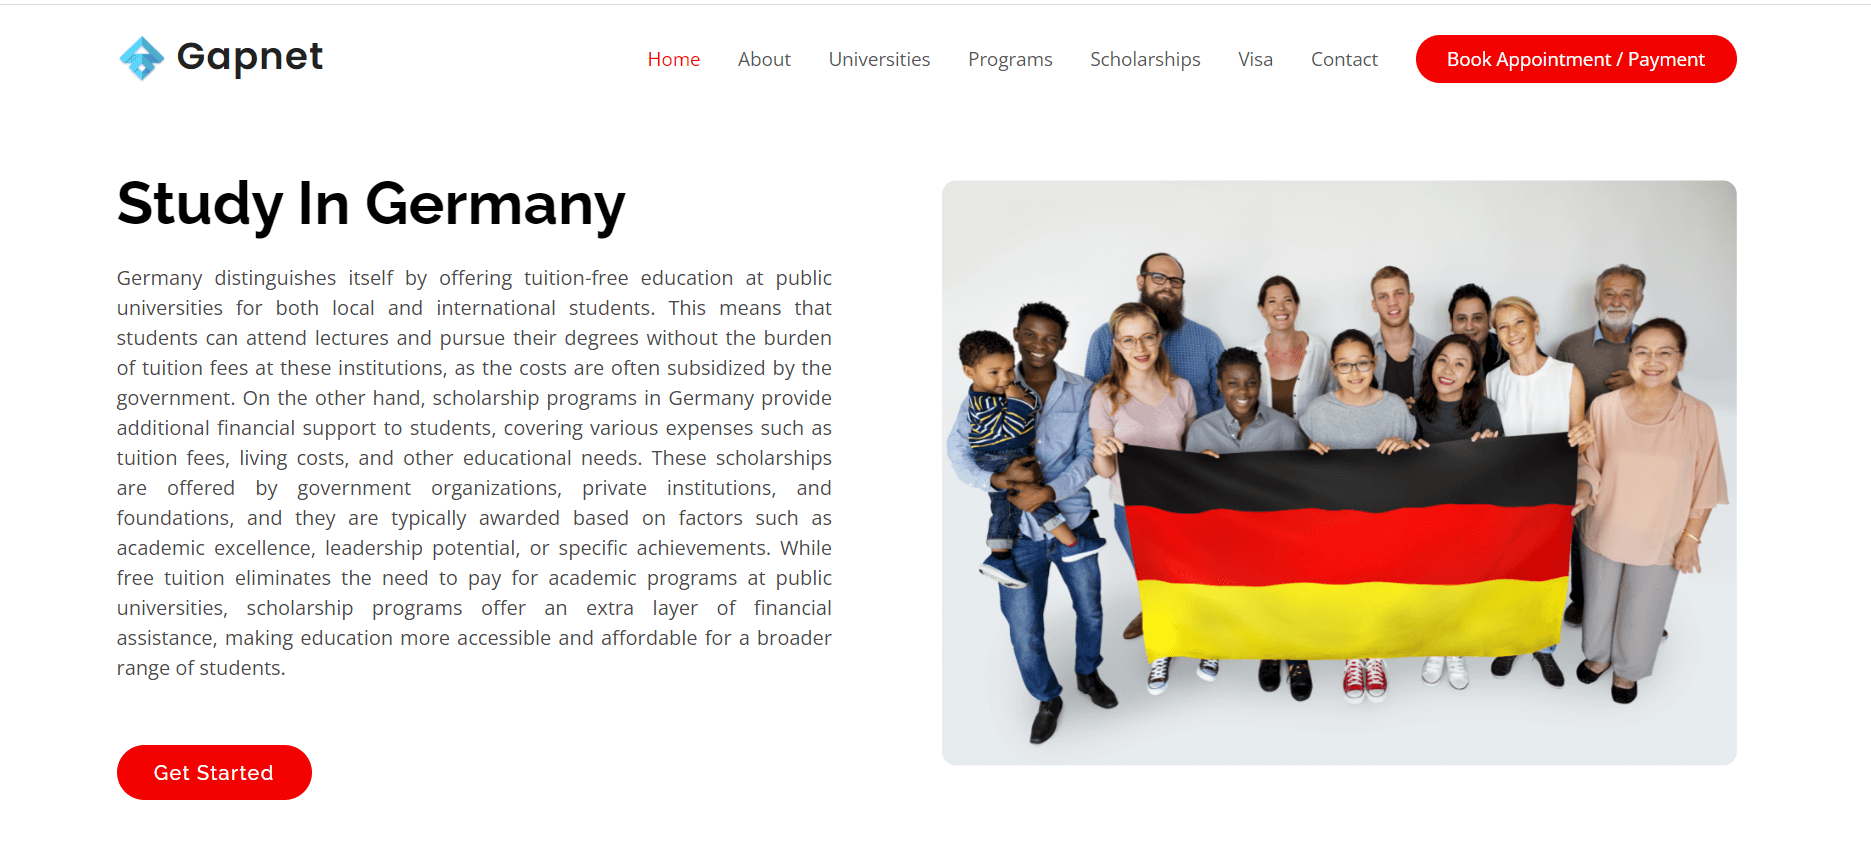 Gapnet
Home About Universities Programs Scholarships Visa Contact Book Appointment / Payment
Study In Germany
Germany distinguishes itself by offering tuition-free education at public
universities for both local and international students. This means that
students can attend lectures and pursue their degrees without the burden
of tuition fees at these institutions, as the costs are often subsidized by the
government. On the other hand, scholarship programs in Germany provide
additional financial support to students, covering various expenses such as
tuition fees, living costs, and other educational needs. These scholarships
are offered by government organizations, private institutions, and
foundations, and they are typically awarded based on factors such as
academic excellence, leadership potential, or specific achievements. While
free tuition eliminates the need to pay for academic programs at public
universities, scholarship programs offer an extra layer of financial
assistance, making education more accessible and affordable for a broader
range of students.
Get Started